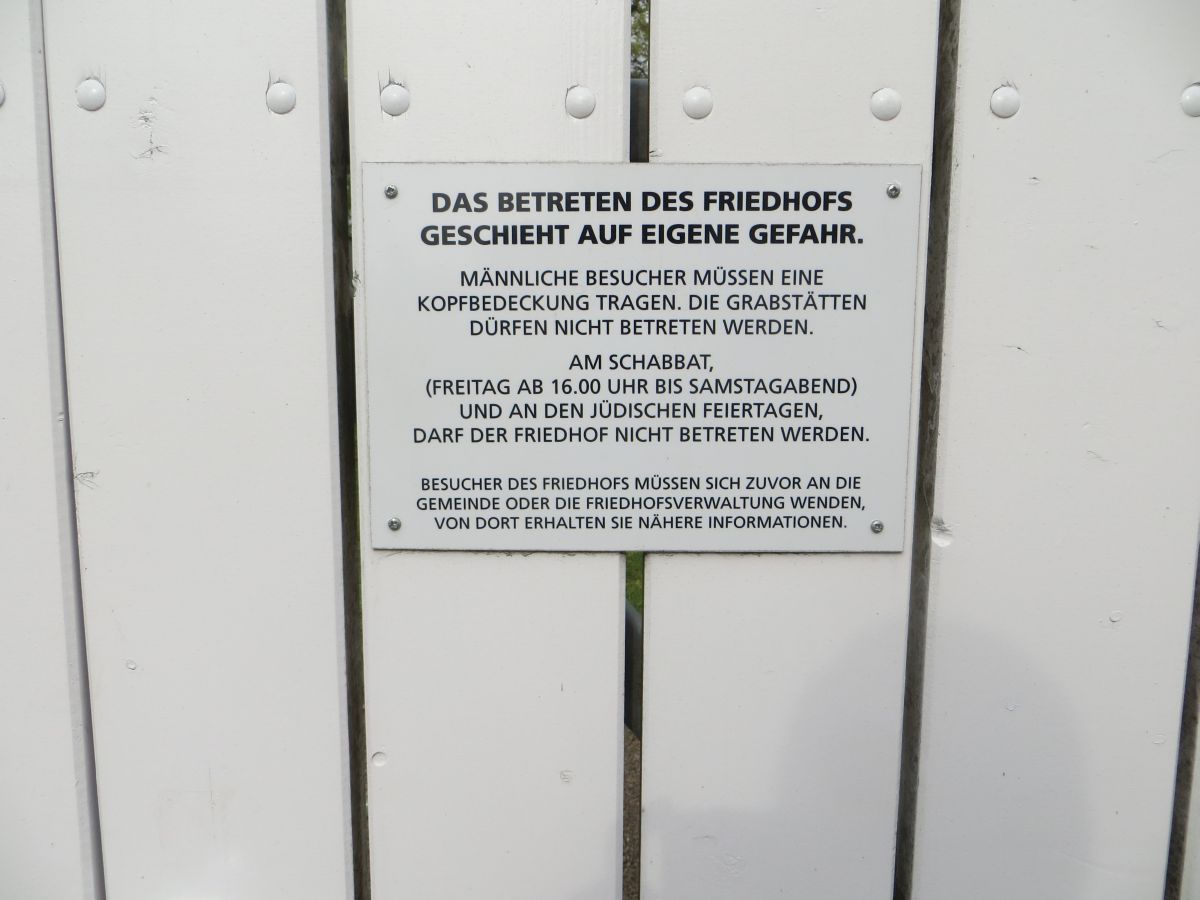 DAS BETRETEN DES FRIEDHOFS
GESCHIEHT AUF EIGENE GEFAHR.
MÄNNLICHE BESUCHER MÜSSEN EINE
KOPFBEDECKUNG TRAGEN. DIE GRABSTÄTTEN
DÜRFEN NICHT BETRETEN WERDEN.
AM SCHABBAT,
(FREITAG AB 16.00 UHR BIS SAMSTAGABEND)
UND AN DEN JÜDISCHEN FEIERTAGEN,
DARF DER FRIEDHOF NICHT BETRETEN WERDEN.
BESUCHER DES FRIEDHOFS MÜSSEN SICH ZUVOR AN DIE
GEMEINDE ODER DIE FRIEDHOFSVERWALTUNG WENDEN,
VON DORT ERHALTEN SIE NÄHERE INFORMATIONEN.